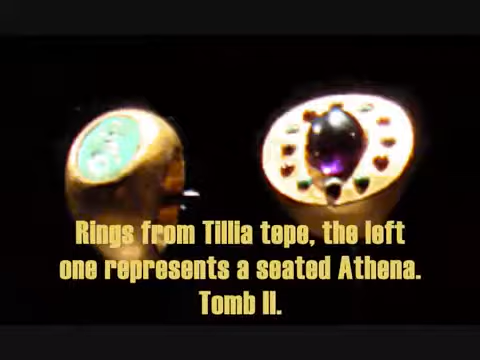 Rings from Tillia tepe, the left
one represents a seated Athena.
Tomb II.